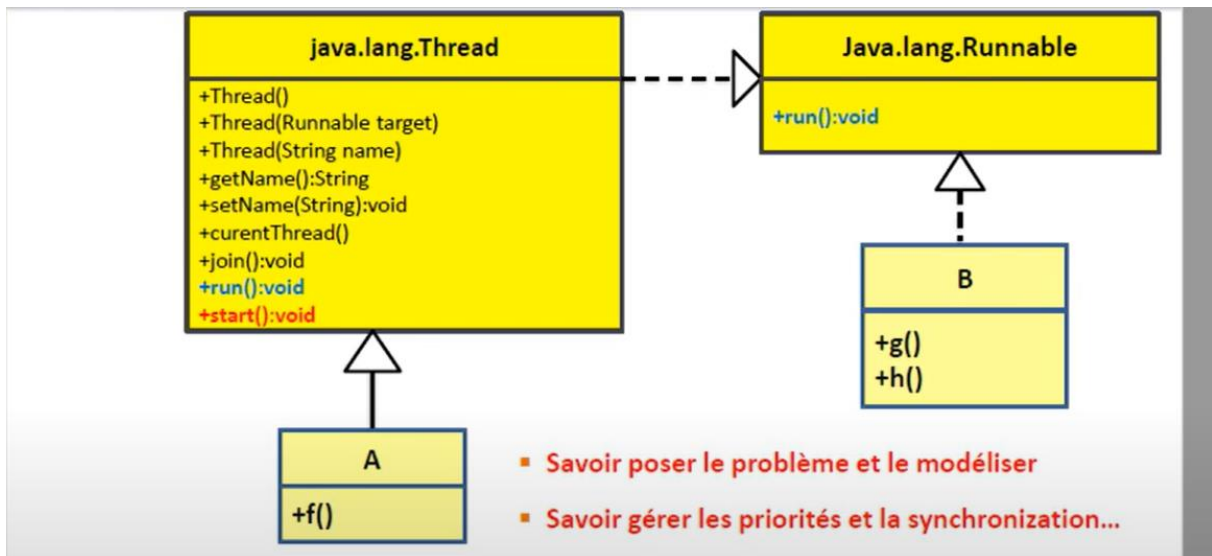 java.lang.Thread
+Thread()
+Thread(Runnable target)
+Thread(String name)
+getName():String
+setName(String):void
+curentThread()
+join():void
+run():void
+start():void
Java.lang.Runnable
+run():void
B
+g()
+h()
A
+f()
▪ Savoir poser le problème et le modéliser
▪ Savoir gérer les priorités et la synchronization...